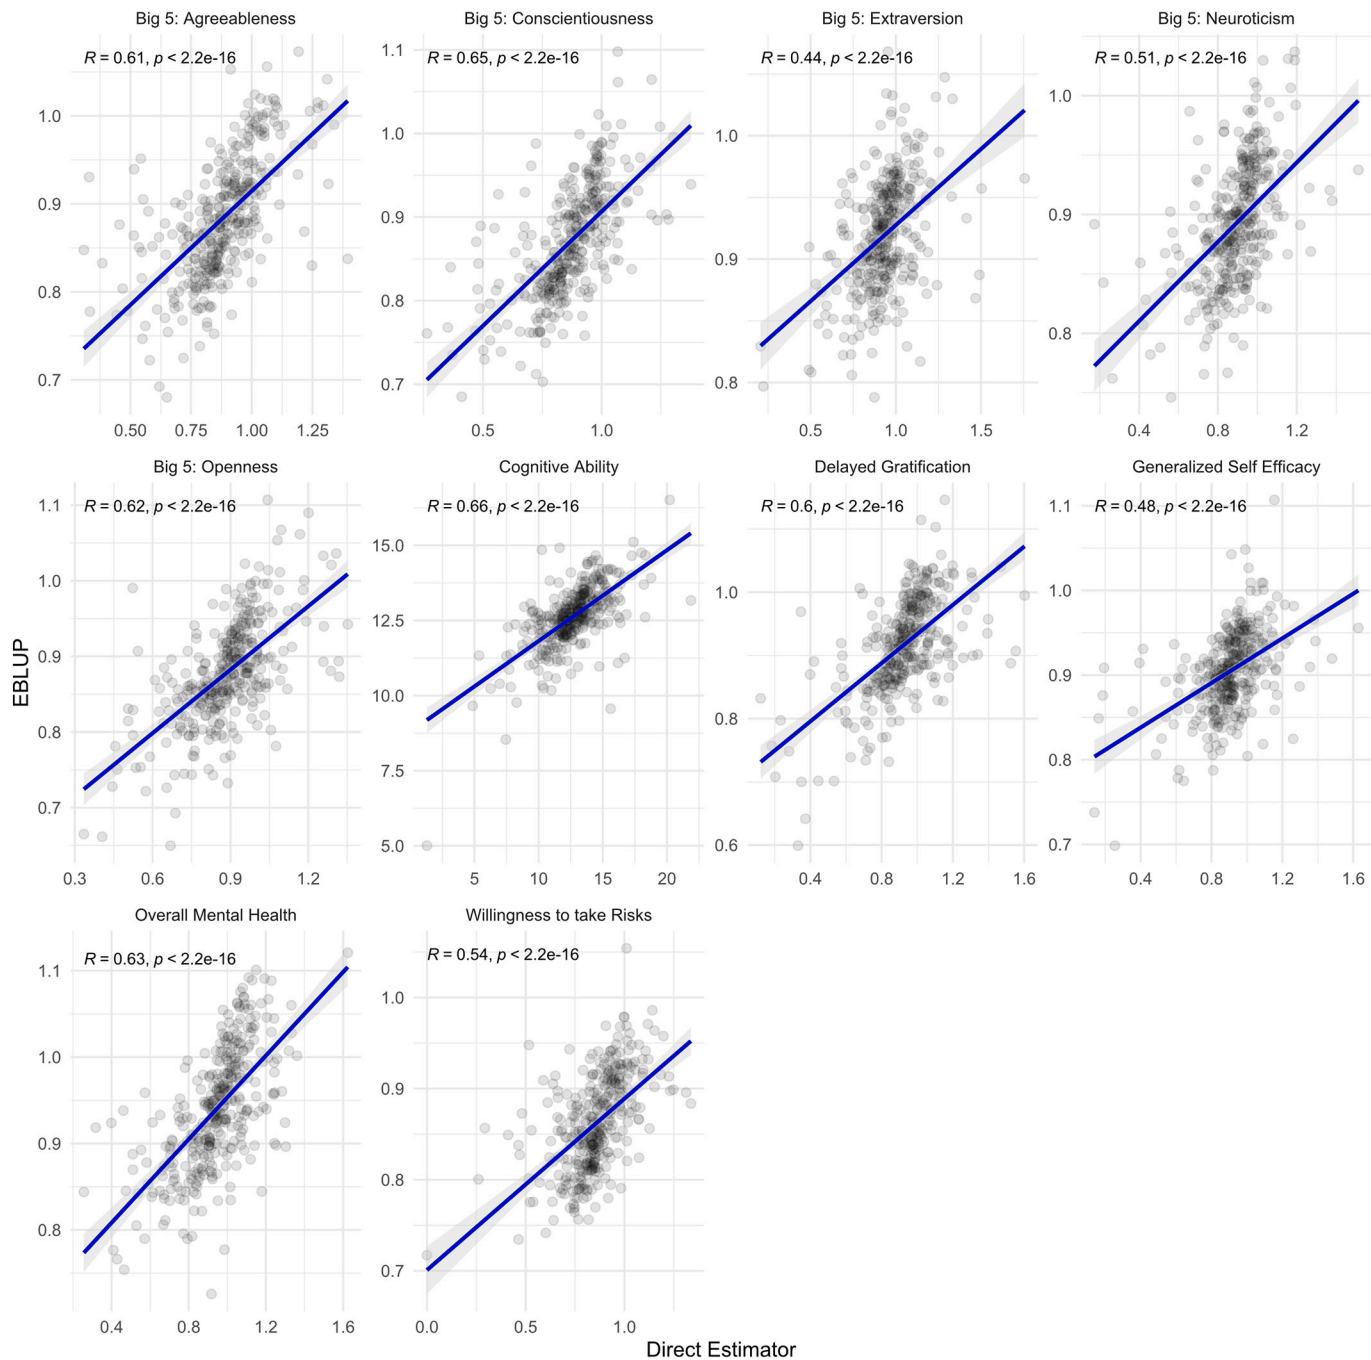 Big 5: Agreeableness
Big 5: Conscientiousness
Big 5: Extraversion
Big 5: Neuroticism
R = 0.61, p < 2.2e-16
R = 0.65, p < 2.2e-16
R = 0.44, p < 2.2e-16
R = 0.51, p < 2.2e-16
1.0
0.9
0.8
0.7
1.1
1.0
0.9
0.8
0.7
1.0
0.9
0.8
1.0
0.9
0.8
0.50 0.75 1.00 1.25
0.5 1.0
0.5 1.0 1.5
0.4 0.8 1.2
Big 5: Openness
Cognitive Ability
Delayed Gratification
Generalized Self Efficacy
R = 0.62, p < 2.2e-16
R = 0.66, p < 2.2e-16
R = 0.6, p < 2.2e-16
R = 0.48, p < 2.2e-16
EBLUP
1.1
1.0
0.9
0.8
0.7
15.0
12.5
10.0
7.5
5.0
1.0
0.8
0.6
1.1
1.0
0.9
0.8
0.7
0.3 0.6 0.9 1.2
5 10 15 20
0.4 0.8 1.2 1.6
0.4 0.8 1.2 1.6
Overall Mental Health
Willingness to take Risks
R = 0.63, p < 2.2e-16
R = 0.54, p < 2.2e-16
1.1
1.0
0.9
0.8
1.0
0.9
0.8
0.7
0.4 0.8 1.2 1.6
0.0 0.5 1.0
Direct Estimator